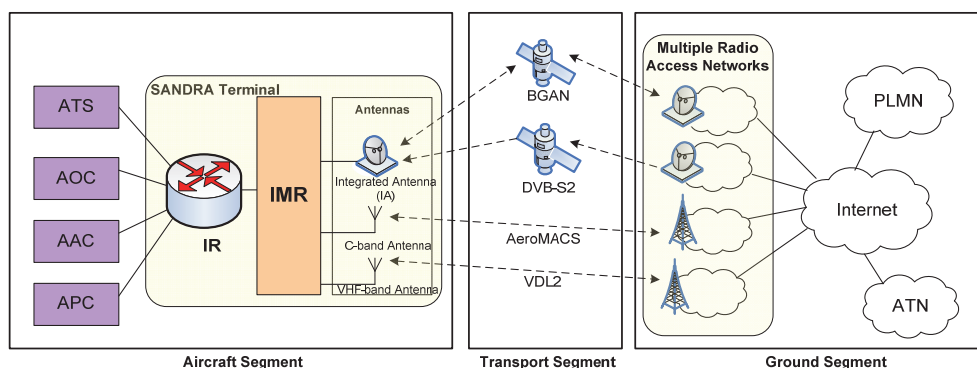 SANDRA Terminal
ATS
AOC
AAC
APC
IR
IMR
Antennas
Integrated Antenna
(IA)
C-band Antenna
VHF-band Antenna
Aircraft Segment
BGAN
DVB-S2
AeroMACS
VDL2
Transport Segment
Multiple Radio
Access Networks
PLMN
Internet
ATN
Ground Segment